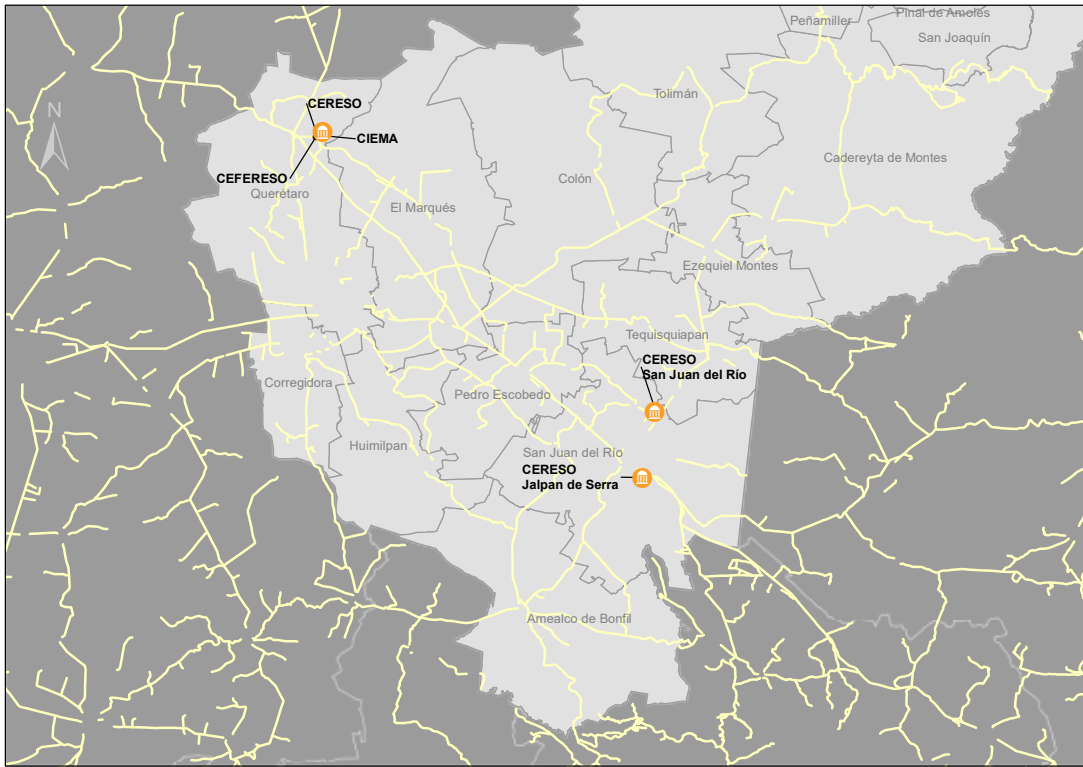 Peñamiller
Pinal de Amoles
San Joaquín
Tolimán
CERESO
N
CIEMA
Cadereyta de Montes
CEFERESO
Colón
Querétaro
El Marqués
Ezequiel Montes
Tequisquiapan
CERESO
San Juan del Río
Corregidora
Pedro Escobedo
Huimilpan
San Juan del Río
CERESO
Jalpan de Serra
Amealco de Bonfil